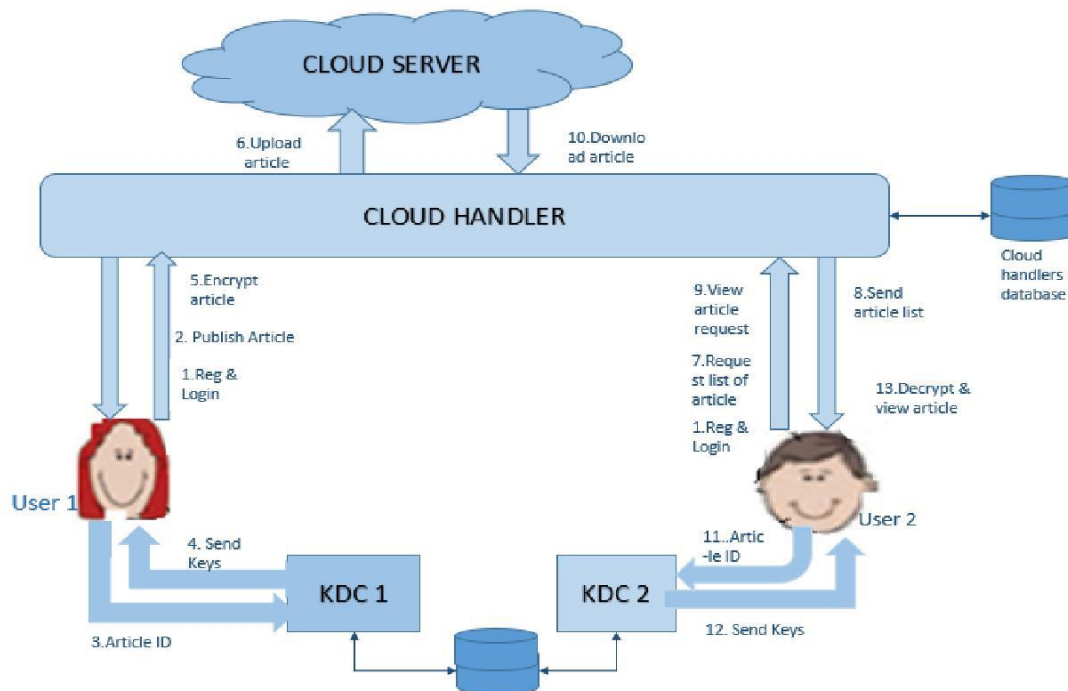 CLOUD SERVER
6.Upload
article
10.Downlo
ad article
CLOUD HANDLER
Cloud
handlers
database
5.Encrypt
article
2. Publish Article
1.Reg &
Login
9.View
article
request
7.Reque
st list of
article
1.Reg &
Login
8.Send
article list
13.Decrypt &
view article
User 1
User 2
4. Send
Keys
3.Article ID
KDC 1
KDC 2
11..Artic
-le ID
12. Send Keys